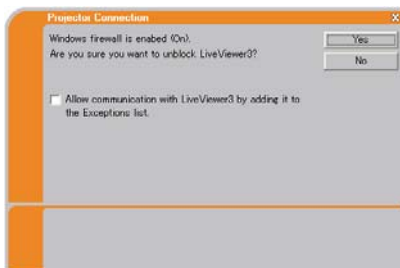 Projector Connection
X
Windows firewall is enabed (On).
Are you sure you want to unblock LiveViewer3?
Yes
No
Allow communication with LiveViewer3 by adding it to
the Exceptions list.